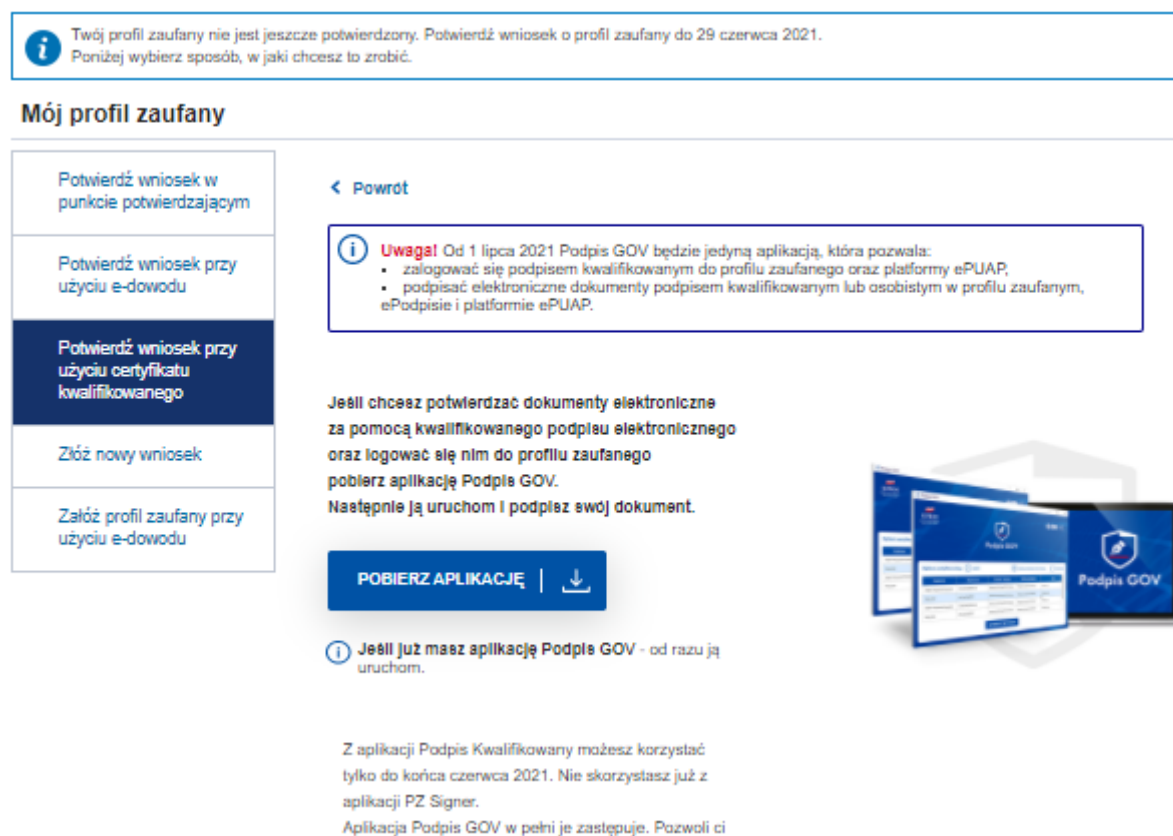 Twój profil zaufany nie jest jeszcze potwierdzony. Potwierdź wniosek o profil zaufany do 29 czerwca 2021.
Poniżej wybierz sposób, w jaki chcesz to zrobić.
Mój profil zaufany
Potwierdź wniosek w
punkcie potwierdzającym
Potwierdź wniosek przy
użyciu e-dowodu
Potwierdź wniosek przy
użyciu certyfikatu
kwalifikowanego
Złóż nowy wniosek
Załóż profil zaufany przy
użyciu e-dowodu
Powrót
Uwaga! Od 1 lipca 2021 Podpis GOV będzie jedyną aplikacją, która pozwala:
• zalogować się podpisem kwalifikowanym do profilu zaufanego oraz platformy ePUAP,
• podpisać elektroniczne dokumenty podpisem kwalifikowanym lub osobistym w profilu zaufanym,
ePodpisie i platformie ePUAP.
Jeśli chcesz potwierdzać dokumenty elektroniczne
za pomocą kwalifikowanego podpisu elektronicznego
oraz logować się nim do profilu zaufanego
pobierz aplikację Podpis GOV.
Następnie ją uruchom i podpisz swój dokument.
POBIERZ APLIKACJĘ
Jeśli już masz aplikację Podpis GOV - od razu ją
uruchom.
Podpis GOV
Podpis GOV
Z aplikacji Podpis Kwalifikowany możesz korzystać
tylko do końca czerwca 2021. Nie skorzystasz już z
aplikacji PZ Signer.
Aplikacja Podpis GOV w pełni je zastępuje. Pozwoli ci